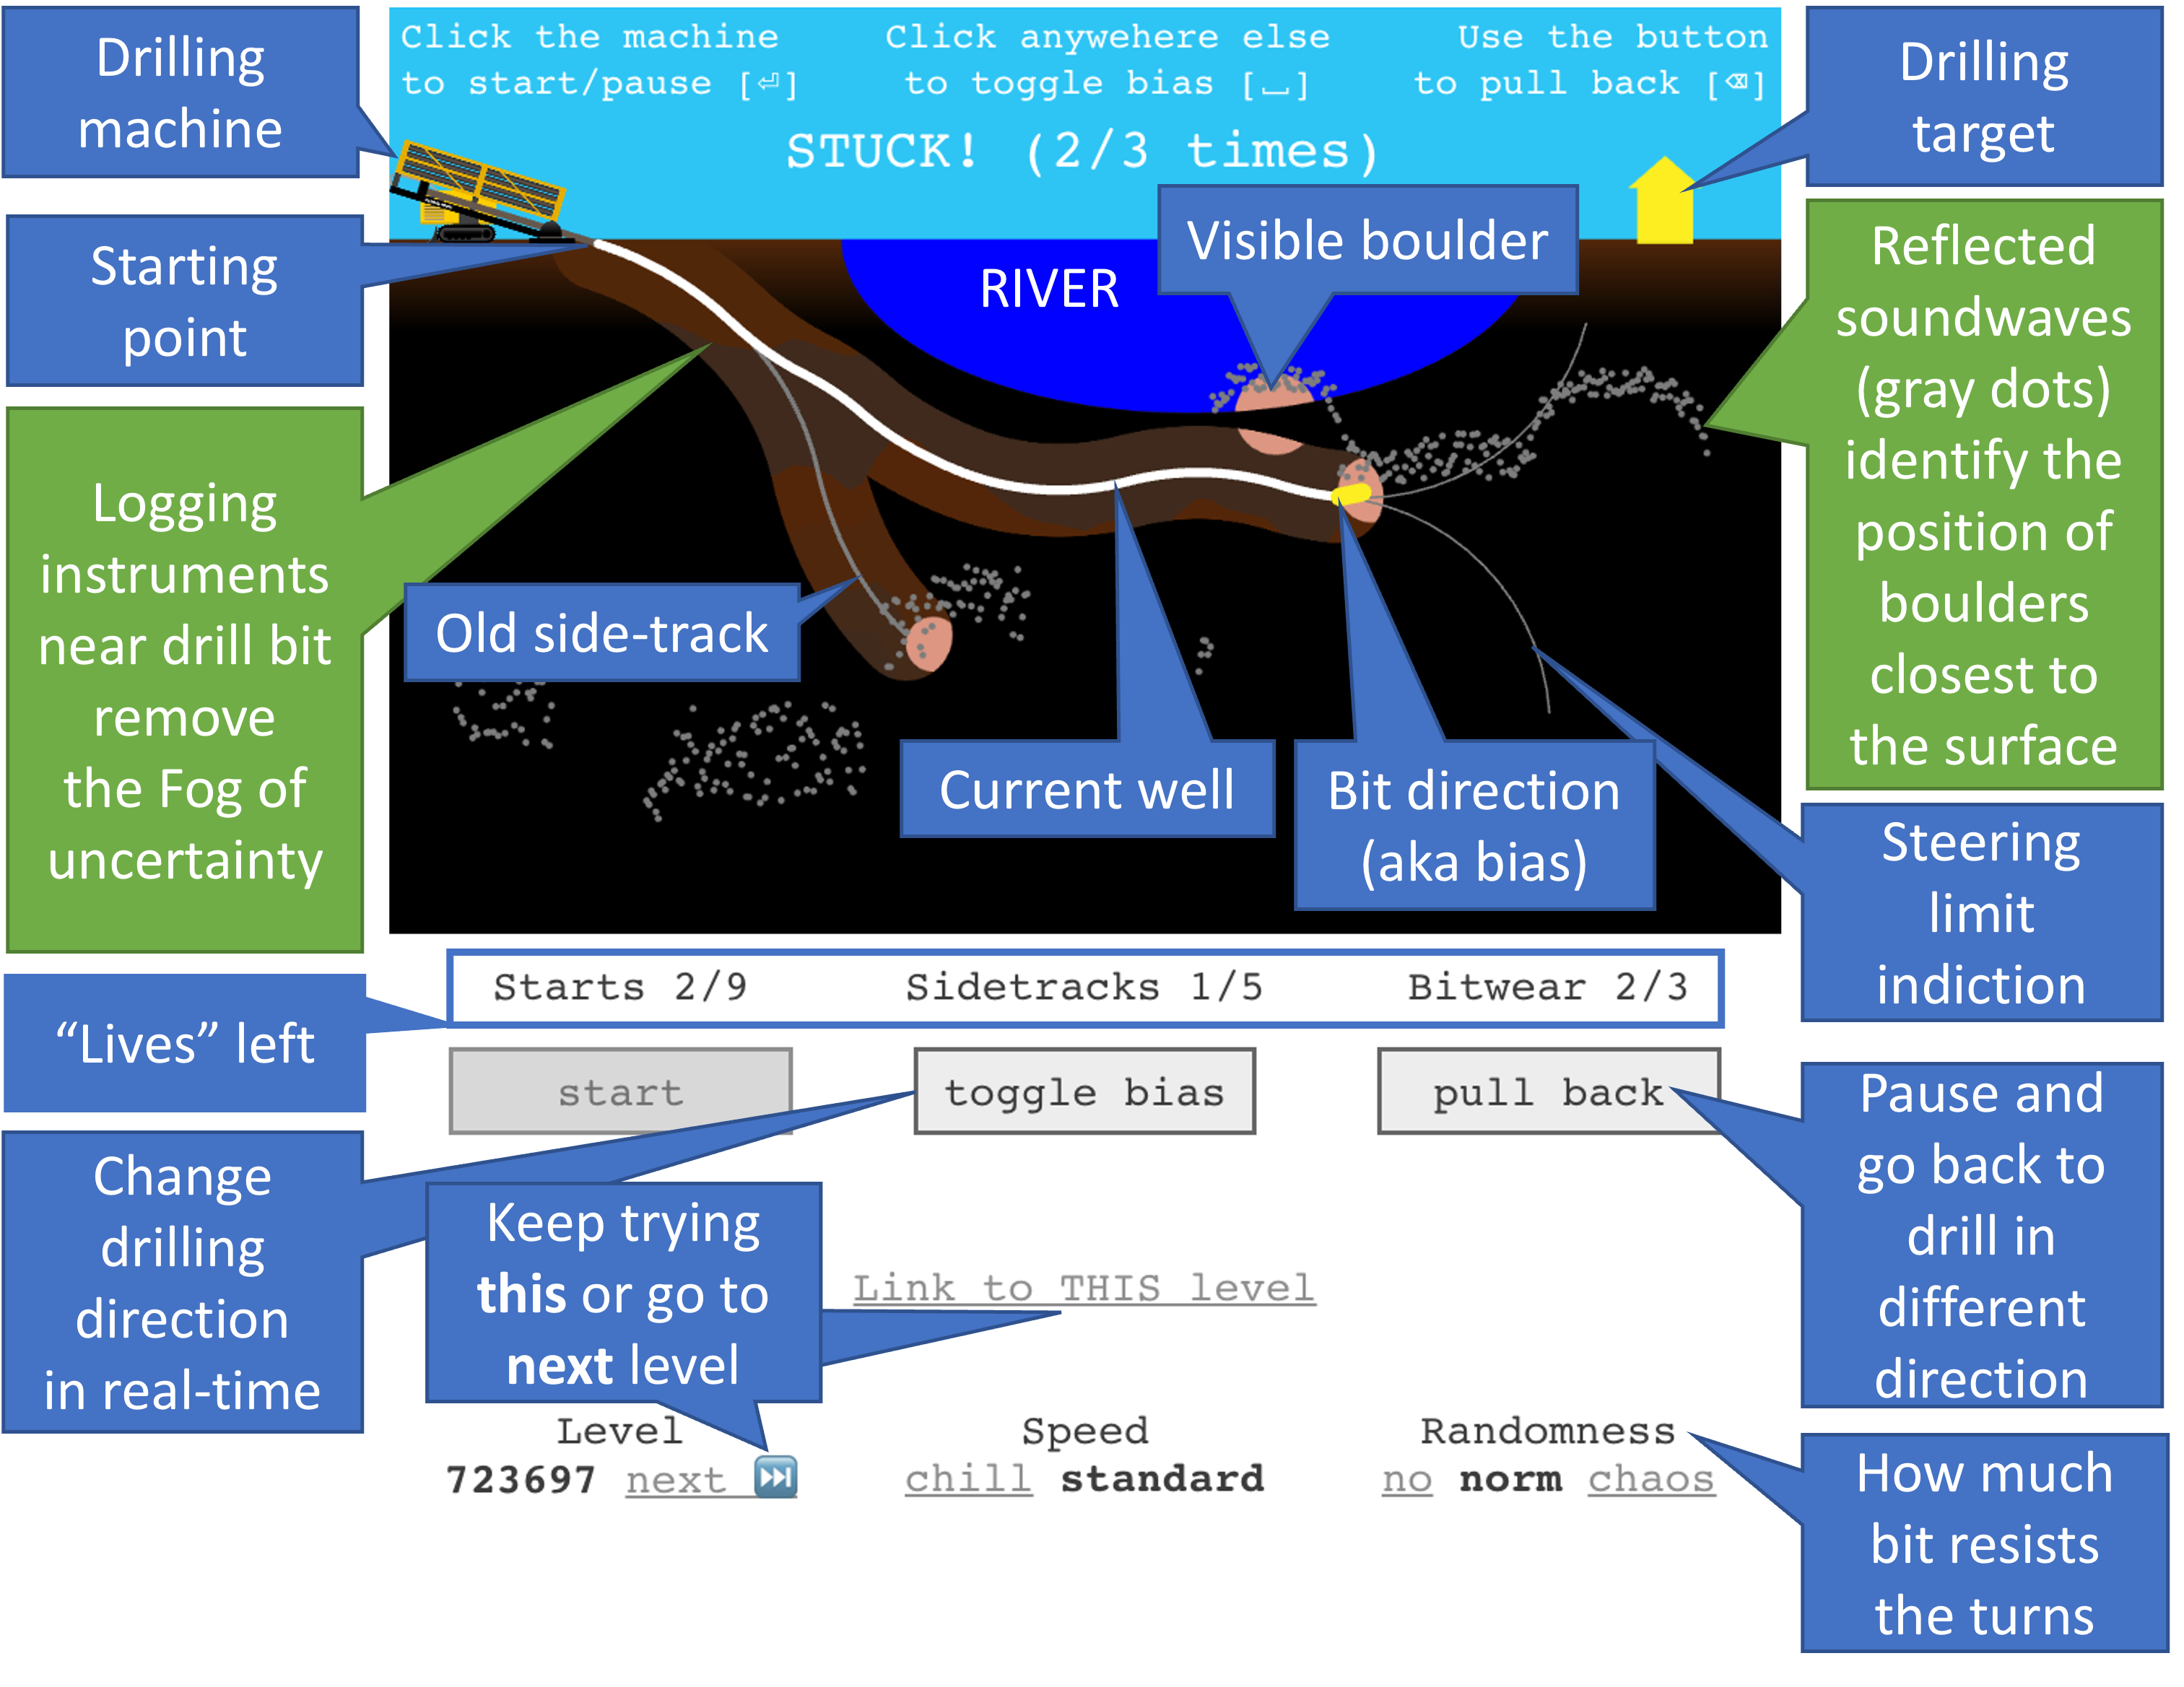 Drilling
machine
Starting
point
Logging
instruments
near drill bit
remove
the Fog of
uncertainty
“Lives” left
Change
drilling
direction
in real-time
Click the machine
to start/pause [⏎]
Click anywehere else
to toggle bias [⎵]
Use the button
to pull back [⌫]
STUCK! (2/3 times)
RIVER
Visible boulder
Old side-track
Current well
Bit direction
(aka bias)
Starts 2/9
Sidetracks 1/5
Bitwear 2/3
start
toggle bias
pull back
Keep trying
this or go to
next level
Link to THIS level
Level
723697 next ⏭
Speed
chill standard
Randomness
no norm chaos
Drilling
target
Reflected
soundwaves
(gray dots)
identify the
position of
boulders
closest to
the surface
Steering
limit
indiction
Pause and
go back to
drill in
different
direction
How much
bit resists
the turns